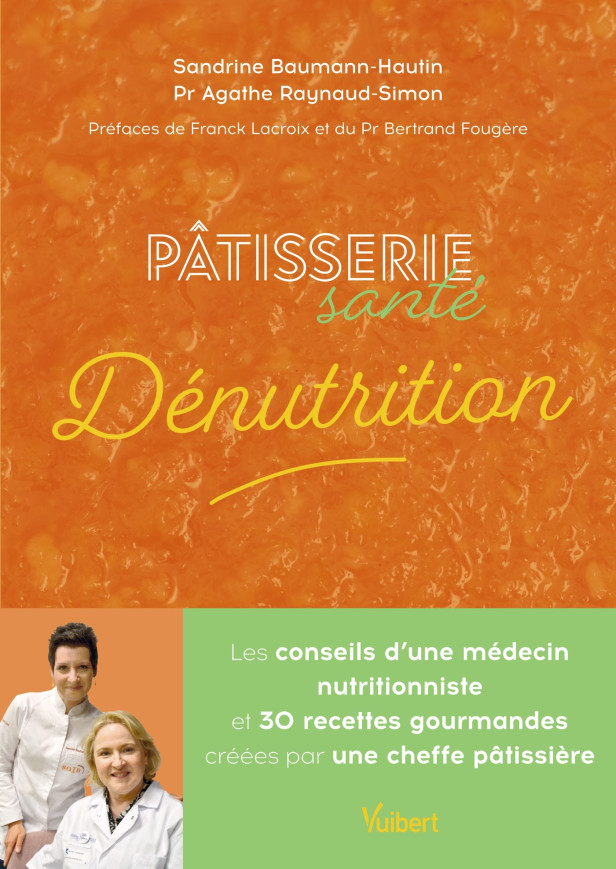 Sandrine Baumann-Hautin
Pr Agathe Raynaud-Simon
Préfaces de Franck Lacroix et du Pr Bertrand Fougère
PÂTISSERIE
santé
Dénutrition
Les conseils d’une médecin
nutritionniste
et 30 recettes gourmandes
créées par une cheffe pâtissière
Vuibert